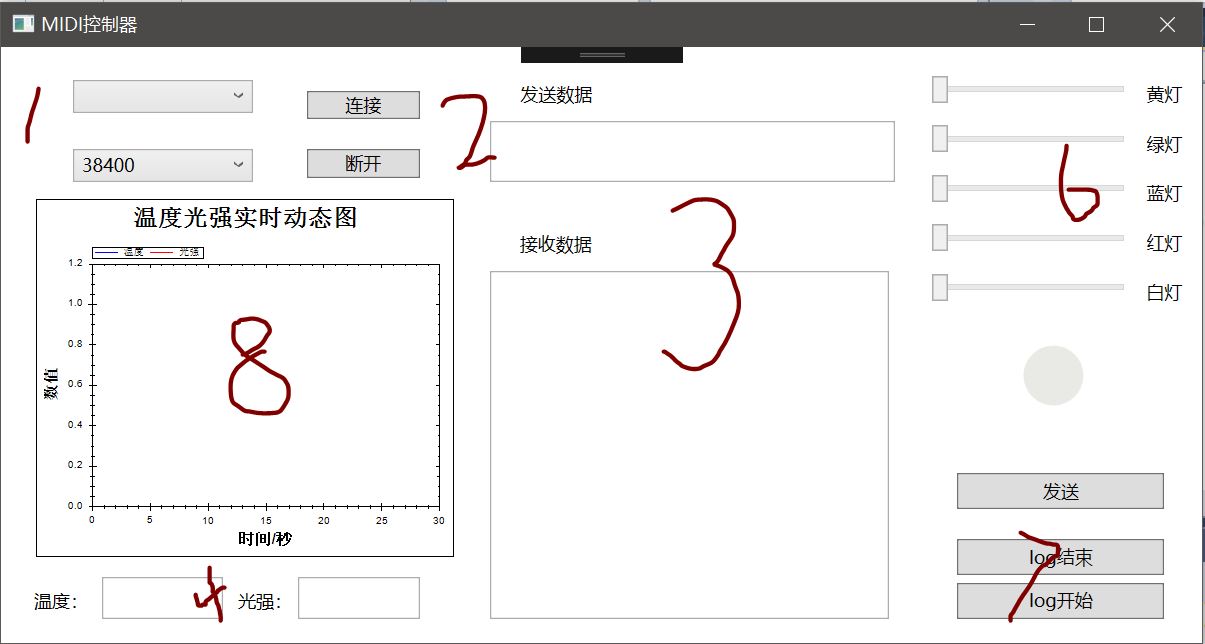 MIDI控制器
1
连接
38400
断开
2
发送数据
3
接收数据
黄灯
绿灯
蓝灯
红灯
白灯
6
温度光强实时动态图
温度 光强
1.2
1.0
0.8
0.6
0.4
0.2
0.0
数值
8
0 5 10 15 20 25 30
时间/秒
温度： 4 光强：
发送
log结束
7
log开始